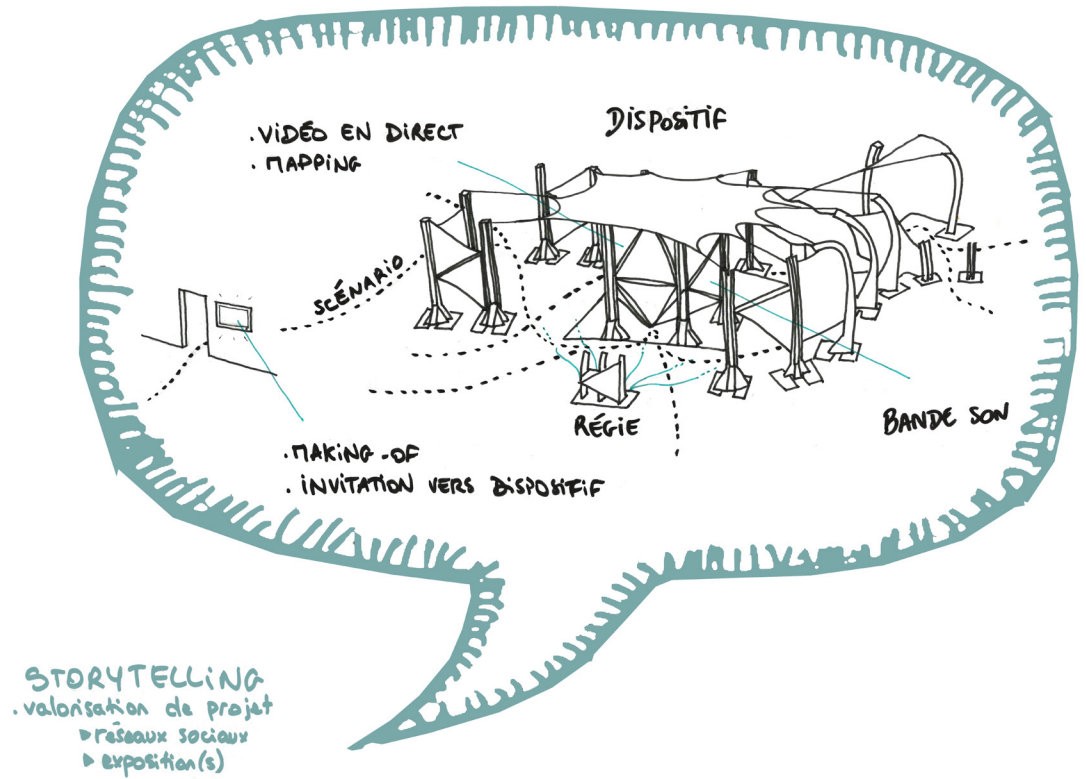 DISPOSITIF
. VIDÉO EN DIRECT
. MAPPING
SCÉNARIO
RÉGIE
BANDE SON
. MAKING-OF
. INVITATION VERS DISPOSITIF
STORYTELLING
. valorisation de projet
▸ réseaux sociaux
▸ exposition(s)